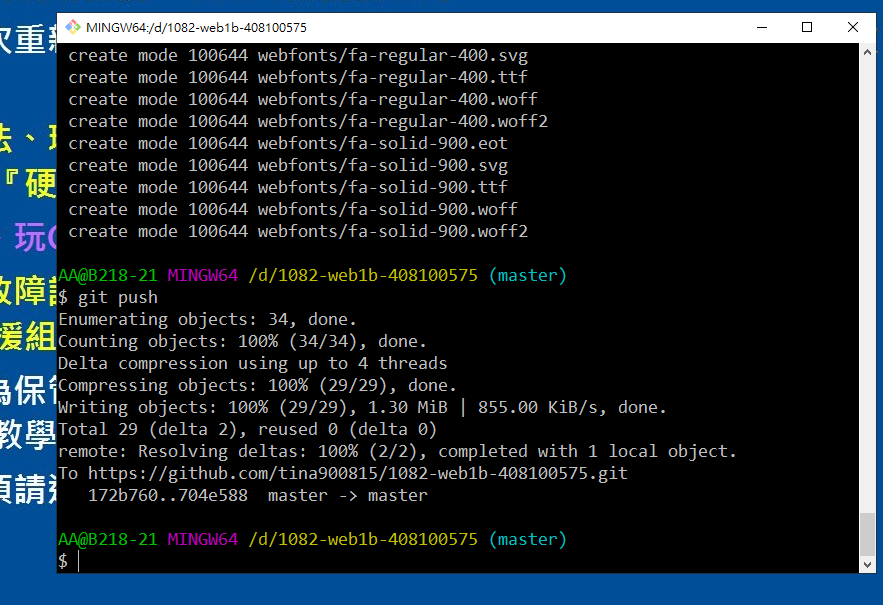 MINGW64:/d/1082-web1b-408100575
次重新
create mode 100644 webfonts/fa-regular-400.svg
create mode 100644 webfonts/fa-regular-400.ttf
create mode 100644 webfonts/fa-regular-400.woff
create mode 100644 webfonts/fa-regular-400.woff2
create mode 100644 webfonts/fa-solid-900.eot
create mode 100644 webfonts/fa-solid-900.svg
create mode 100644 webfonts/fa-solid-900.ttf
create mode 100644 webfonts/fa-solid-900.woff
create mode 100644 webfonts/fa-solid-900.woff2
法、
『硬
玩
故障
援組
為保管
教學
項請
AA@B218-21 MINGW64 /d/1082-web1b-408100575 (master)
$ git push
Enumerating objects: 34, done.
Counting objects: 100% (34/34), done.
Delta compression using up to 4 threads
Compressing objects: 100% (29/29), done.
Writing objects: 100% (29/29), 1.30 MiB | 855.00 KiB/s, done.
Total 29 (delta 2), reused 0 (delta 0)
remote: Resolving deltas: 100% (2/2), completed with 1 local object.
To https://github.com/tina900815/1082-web1b-408100575.git
172b760..704e588  master -> master
AA@B218-21 MINGW64 /d/1082-web1b-408100575 (master)
$